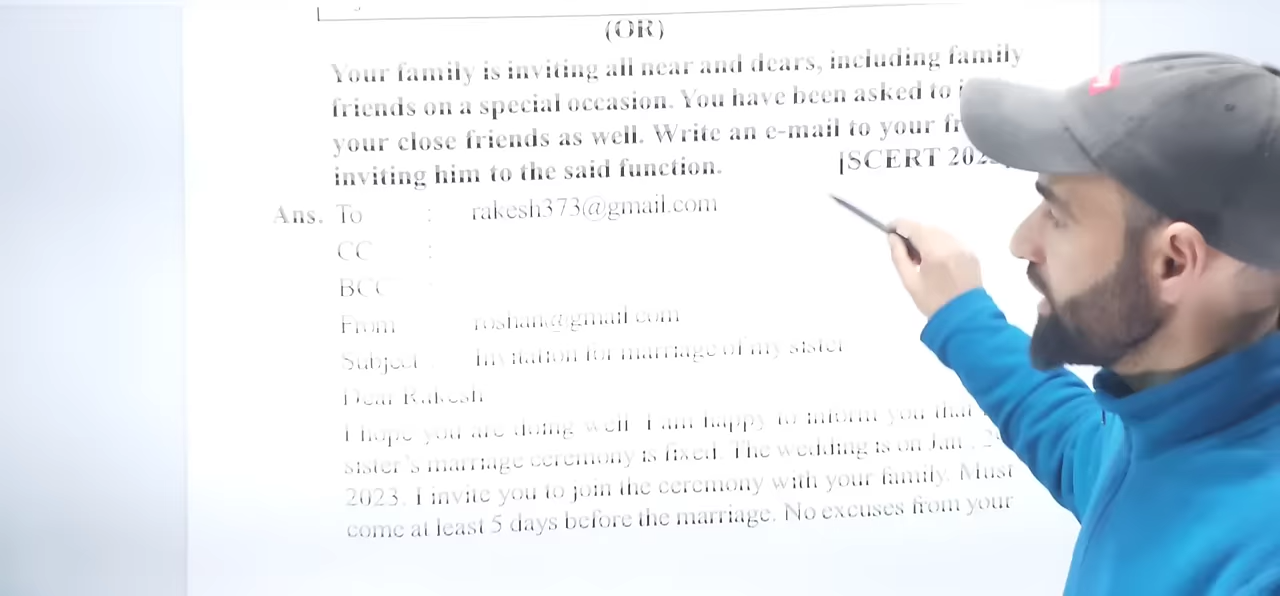 (OR)
Your family is inviting all near and dears, including family
friends on a special occasion. You have been asked to
your close friends as well. Write an e-mail to your
inviting him to the said function. [SCERT
Ans. To : rakesh373@gmail.com
CC :
BCC :
From roshan@gmail.com
Subject : Invitation for marriage of my sister
Dear Rakesh
I hope you are doing well I am happy to inform you that
sister's marriage ceremony is fixed. The wedding is on Jan.,
2023. I invite you to join the ceremony with your family. Must
come at least 5 days before the marriage. No excuses from your